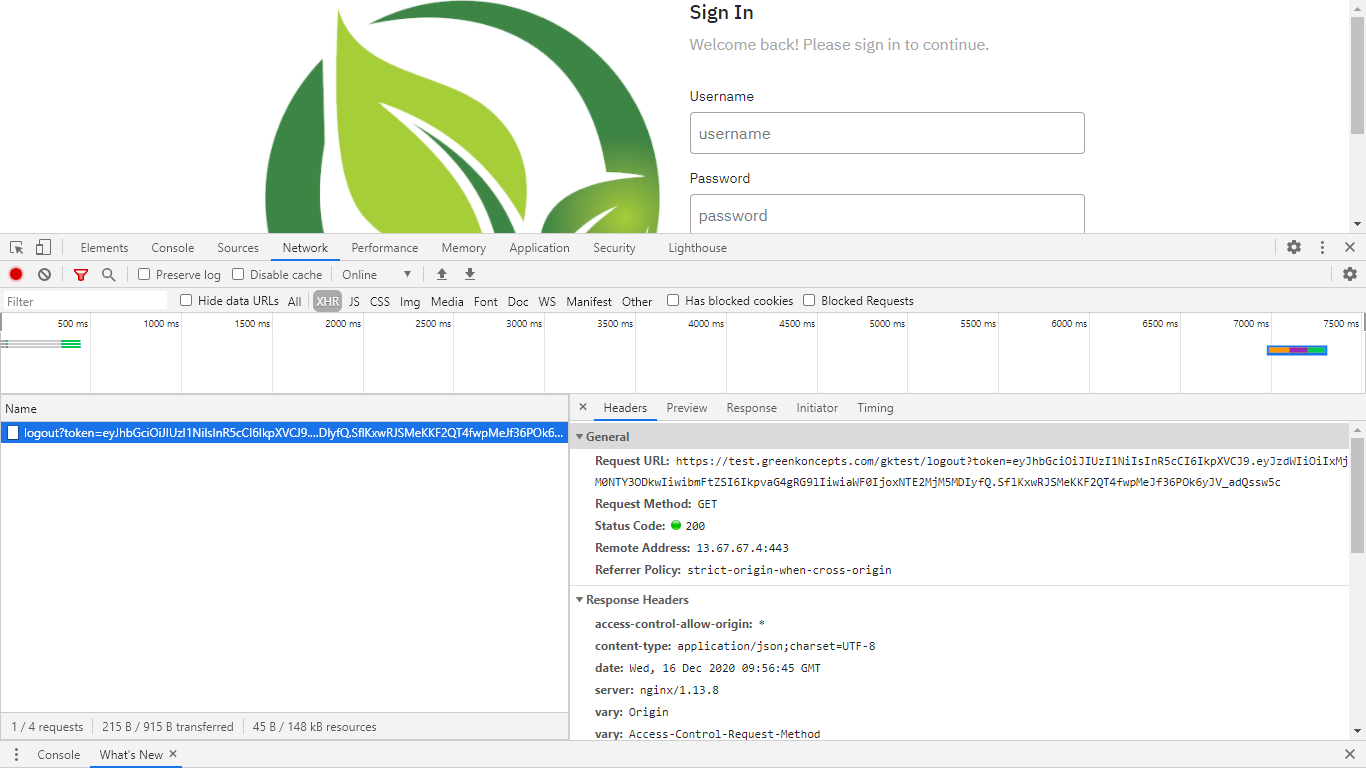 Sign In
Welcome back! Please sign in to continue.
Username
username
Password
password
Elements Console Sources Network Performance Memory Application Security Lighthouse
Preserve log Disable cache Online
Filter Hide data URLs All XHR JS CSS Img Media Font Doc WS Manifest Other Has blocked cookies Blocked Requests
500 ms 1000 ms 1500 ms 2000 ms 2500 ms 3000 ms 3500 ms 4000 ms 4500 ms 5000 ms 5500 ms 6000 ms 6500 ms 7000 ms 7500 ms
Name
logout?token=eyJhbGciOiJIUzI1NiIsInR5cCI6IkpXVCJ9....DIyfQ.SflKxwRJSMeKKF2QT4fwpMeJf36POk6...
1 / 4 requests 215 B / 915 B transferred 45 B / 148 kB resources
Headers Preview Response Initiator Timing
General
Request URL: https://test.greenkoncepts.com/gktest/logout?token=eyJhbGciOiJIUzI1NiIsInR5cCI6IkpXVCJ9.eyJzdWIiOiIxMj
M0NTY3ODkwIiwibmFtZSI6IkpvaG4gRG9lIiwiaWF0IjoxNTE2MjM5MDIyfQ.SflKxwRJSMeKKF2QT4fwpMeJf36POk6yJV_adQssw5c
Request Method: GET
Status Code: 200
Remote Address: 13.67.67.4:443
Referrer Policy: strict-origin-when-cross-origin
Response Headers
access-control-allow-origin: *
content-type: application/json;charset=UTF-8
date: Wed, 16 Dec 2020 09:56:45 GMT
server: nginx/1.13.8
vary: Origin
vary: Access-Control-Request-Method
Console What's New